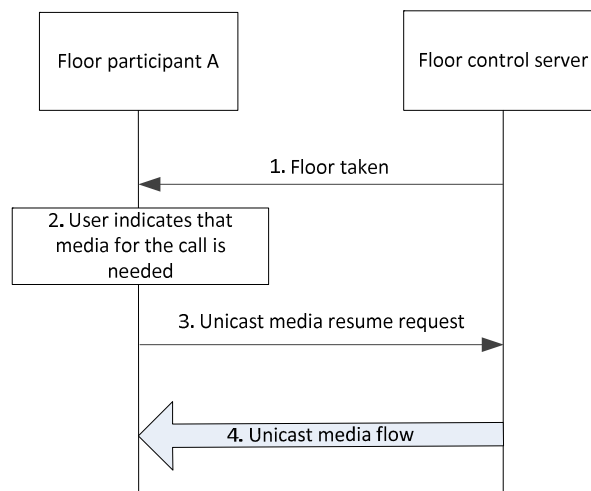 Floor participant A
Floor control server
1. Floor taken
2. User indicates that
media for the call is
needed
3. Unicast media resume request
4. Unicast media flow